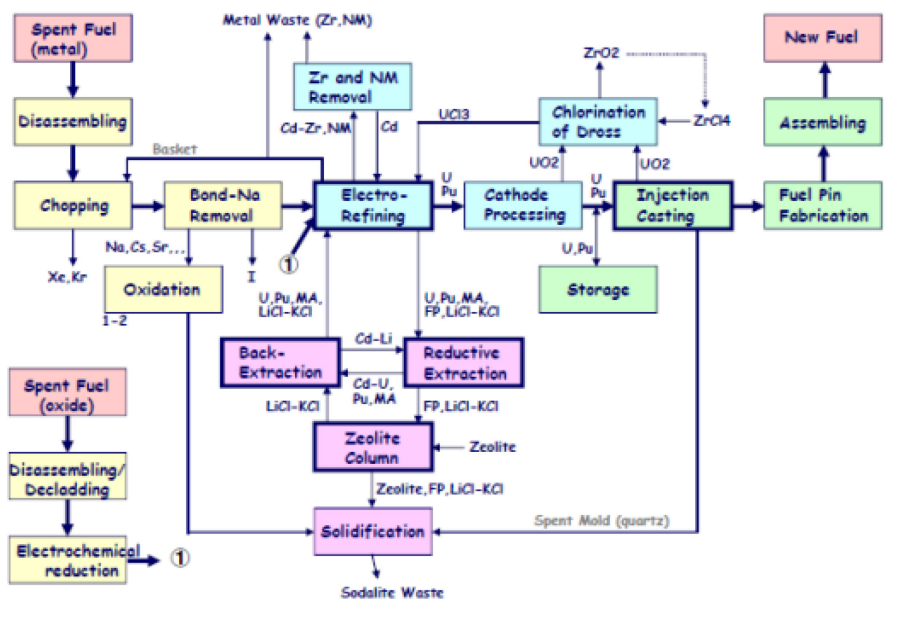 Metal Waste (Zr,NM)
Spent Fuel
(metal)
New Fuel
ZrO2
Zr and NM
Removal
Chlorination
of Dross
UCl3
ZrCl4
Disassembling
Assembling
Cd-Zr,NM
Cd
Basket
UO2
UO2
U
Pu
U
Pu
Chopping
Bond-Na
Removal
Electro-
Refining
Cathode
Processing
Injection
Casting
Fuel Pin
Fabrication
Na,Cs,Sr,,,
①
U,Pu
Xe,Kr
I
Oxidation
Storage
U,Pu,MA,
LiCl-KCl
U,Pu,MA,
FP,LiCl-KCl
1-2
Cd-Li
Back-
Extraction
Reductive
Extraction
Cd-U,
Pu,MA
Spent Fuel
(oxide)
LiCl-KCl
FP,LiCl-KCl
Zeolite
Column
Zeolite
Disassembling/
Decladding
Zeolite,FP,LiCl-KCl
Spent Mold (quartz)
Solidification
Electrochemical
reduction
①
Sodalite Waste